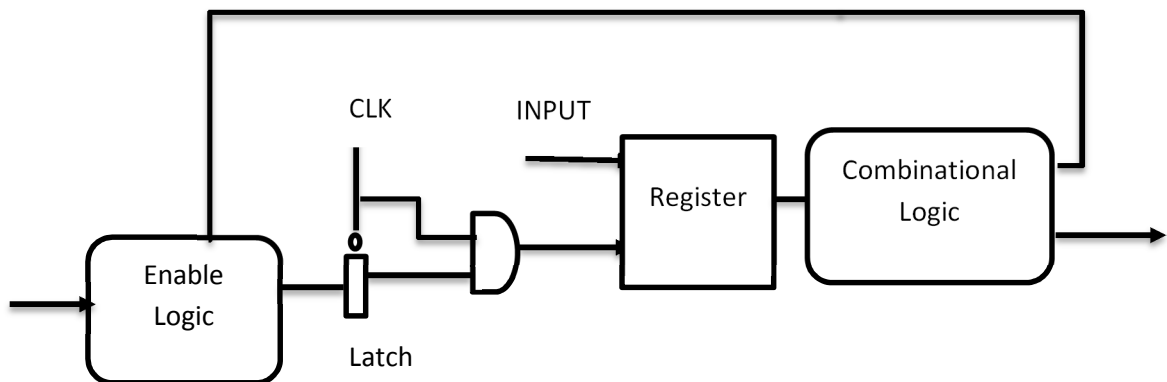 CLK
INPUT
Register
Combinational
Logic
Enable
Logic
Latch